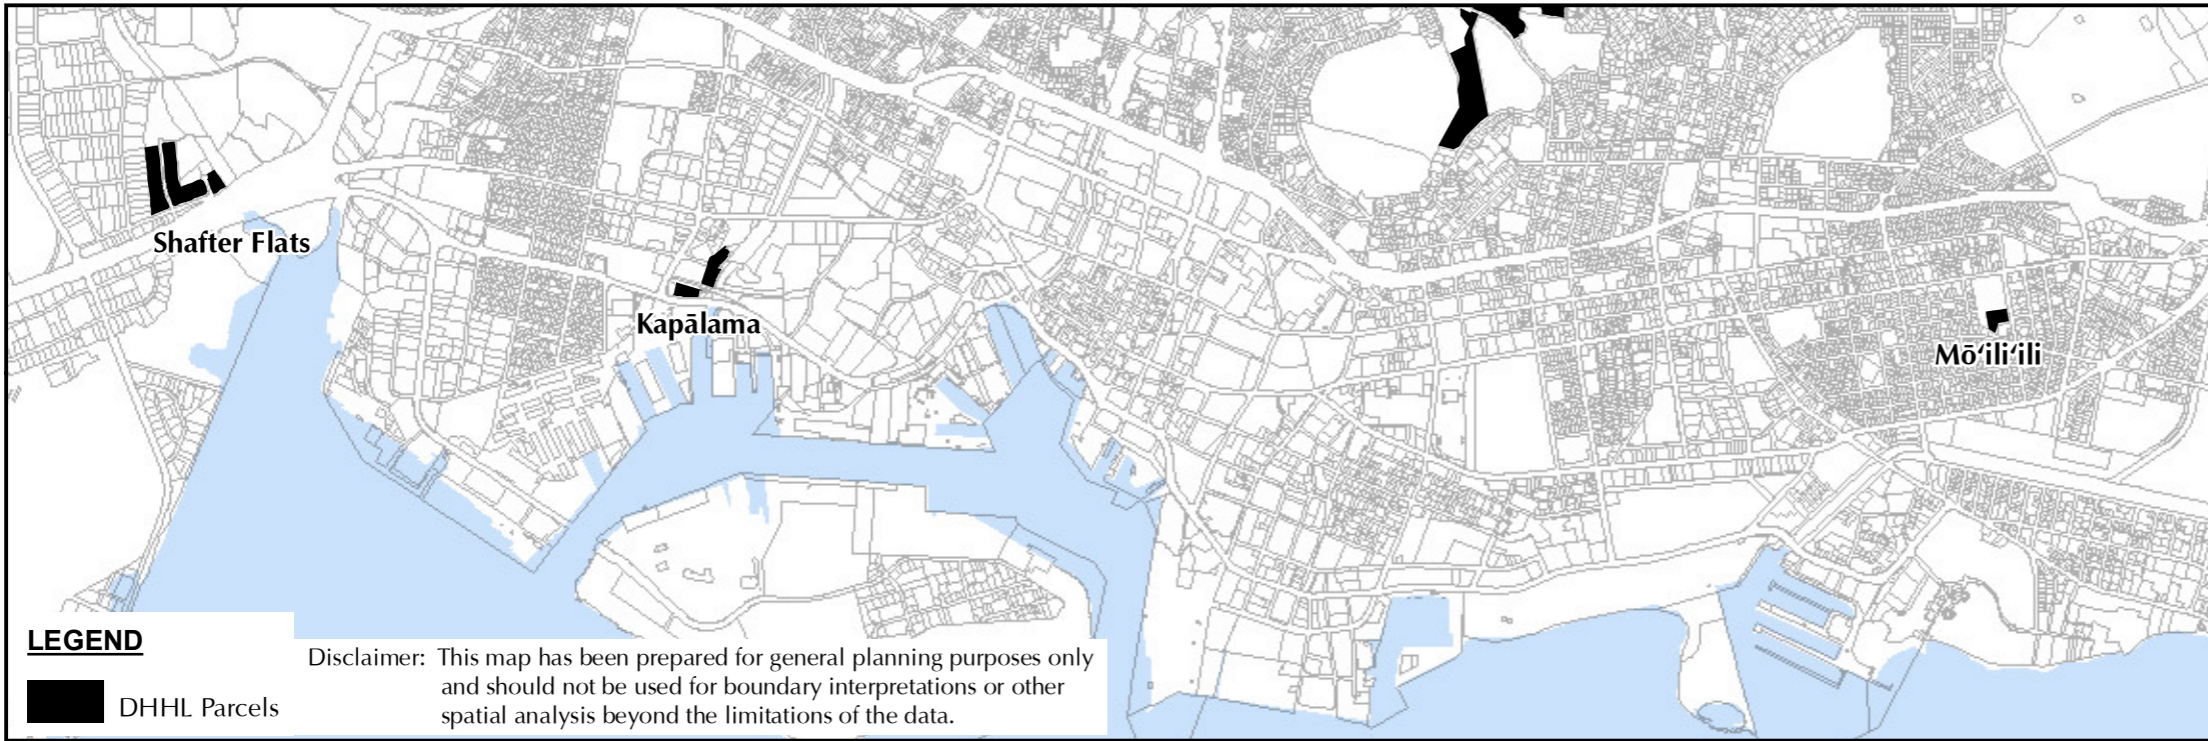 Shafter Flats
Kapālama
Mōʻiliʻili
LEGEND
DHHL Parcels
Disclaimer: This map has been prepared for general planning purposes only
and should not be used for boundary interpretations or other
spatial analysis beyond the limitations of the data.